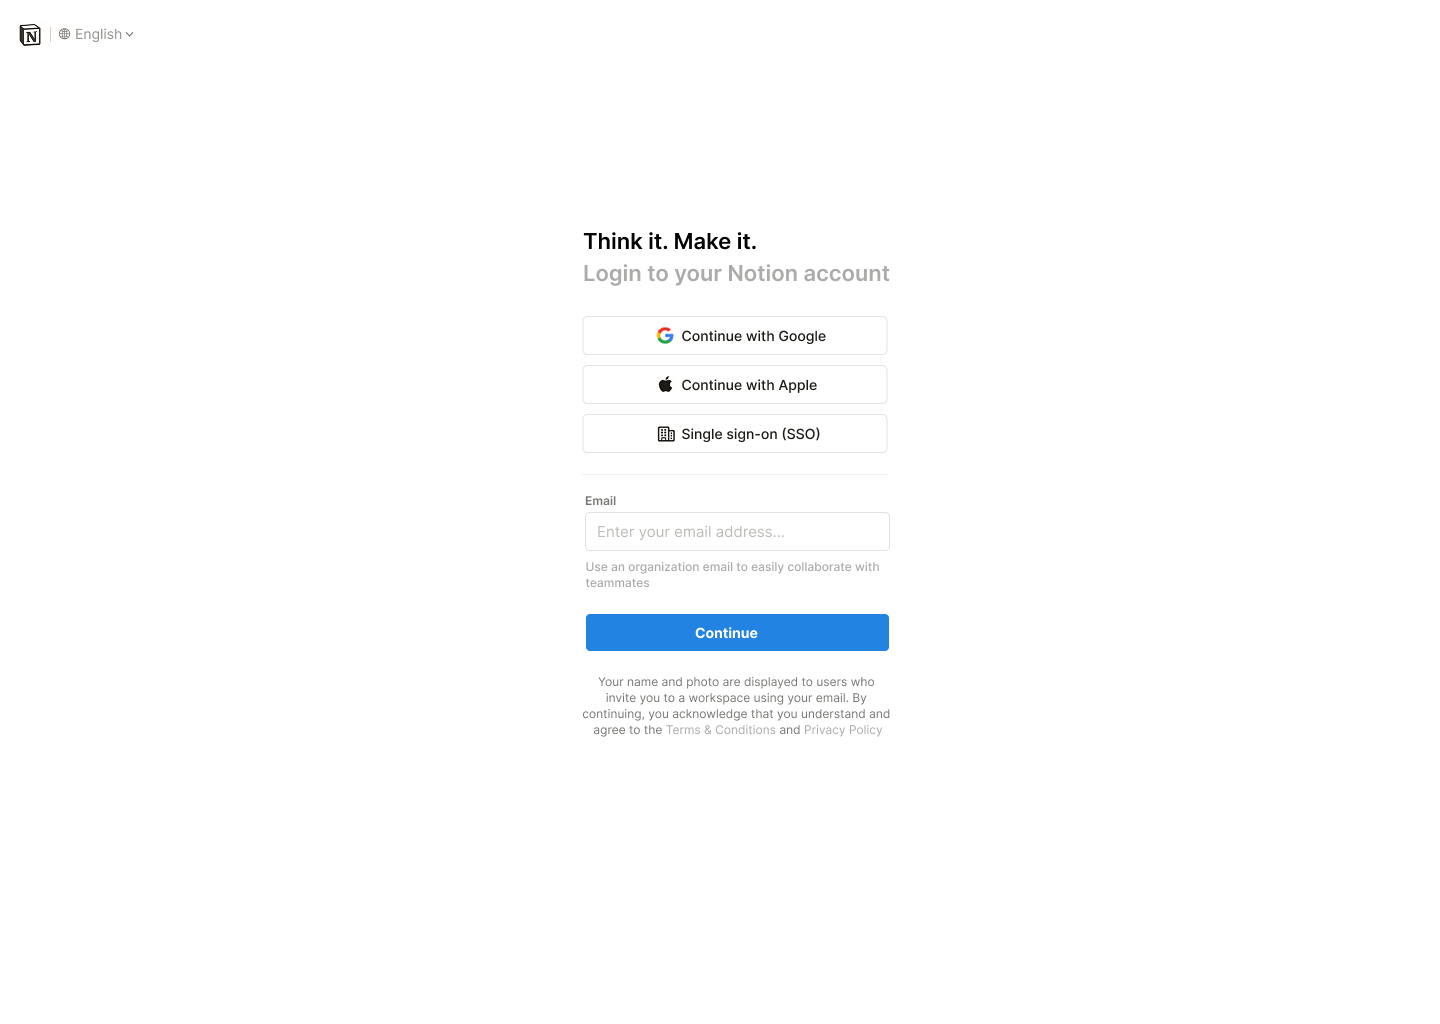 N
English
Think it. Make it.
Login to your Notion account
Continue with Google
Continue with Apple
Single sign-on (SSO)
Email
Enter your email address...
Use an organization email to easily collaborate with
teammates
Continue
Your name and photo are displayed to users who
invite you to a workspace using your email. By
continuing, you acknowledge that you understand and
agree to the Terms & Conditions and Privacy Policy